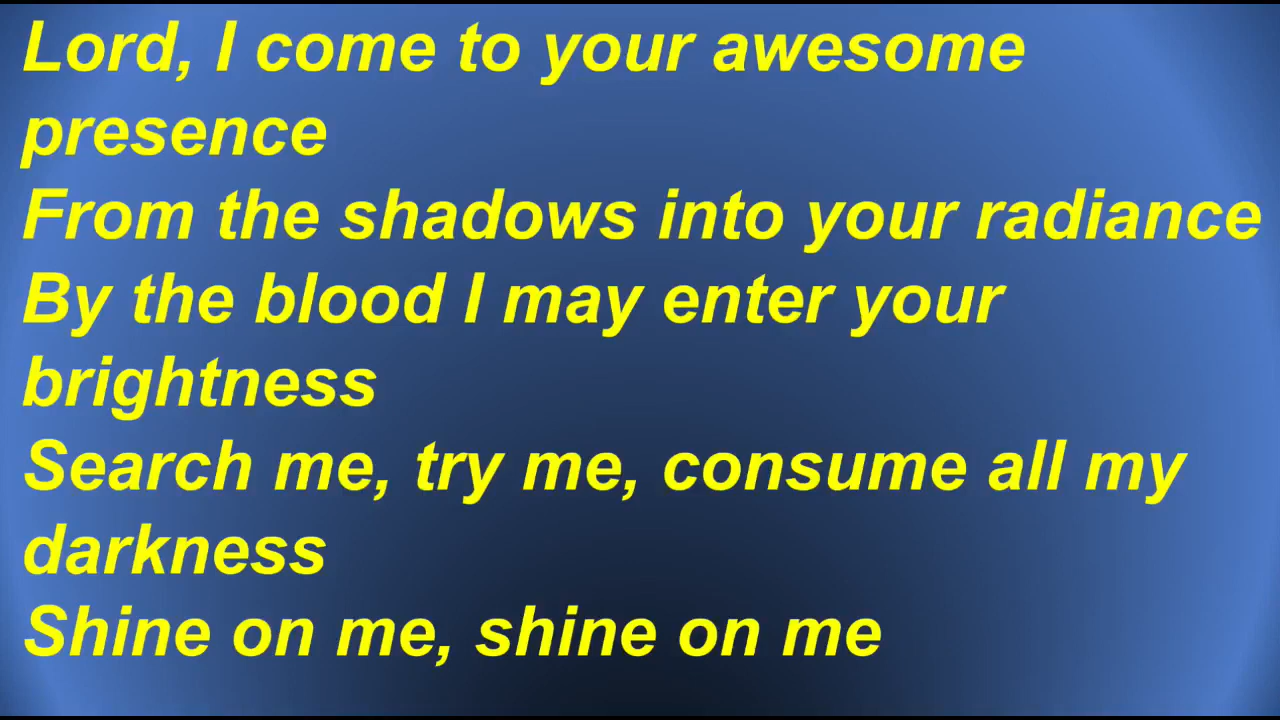 Lord, I come to your awesome
presence
From the shadows into your radiance
By the blood I may enter your
brightness
Search me, try me, consume all my
darkness
Shine on me, shine on me